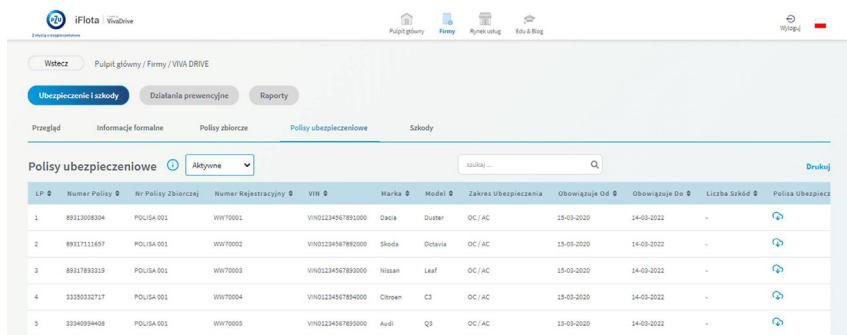 PZU iFlota VivaDrive
Pulpit główny Firmy Rynek usług Edu & Blog Wyloguj
Wstecz Pulpit główny / Firmy / VIVA DRIVE
Ubezpieczenie i szkody Działania prewencyjne Raporty
Przegląd Informacje formalne Polisy zbiorcze Polisy ubezpieczeniowe Szkody
Polisy ubezpieczeniowe Aktywne szukaj ... Drukuj
LP Numer Polisy Nr Polisy Zbiorczej Numer Rejestracyjny VIN Marka Model Zakres Ubezpieczenia Obowiązuje Od Obowiązuje Do Liczba Szkód Polisa Ubezpiecz
1 89313008304 POLISA 001 WW70001 VIN01234567891000 Dacia Duster OC / AC 15-03-2020 14-03-2022 -
2 89317111657 POLISA 001 WW70002 VIN01234567892000 Skoda Octavia OC / AC 15-03-2020 14-03-2022 -
3 89317893319 POLISA 001 WW70003 VIN01234567893000 Nissan Leaf OC / AC 15-03-2020 14-03-2022 -
4 33350332717 POLISA 001 WW70004 VIN01234567894000 Citroen C3 OC / AC 15-03-2020 14-03-2022 -
5 33340994408 POLISA 001 WW70005 VIN01234567895000 Audi Q3 OC / AC 15-03-2020 14-03-2022 -